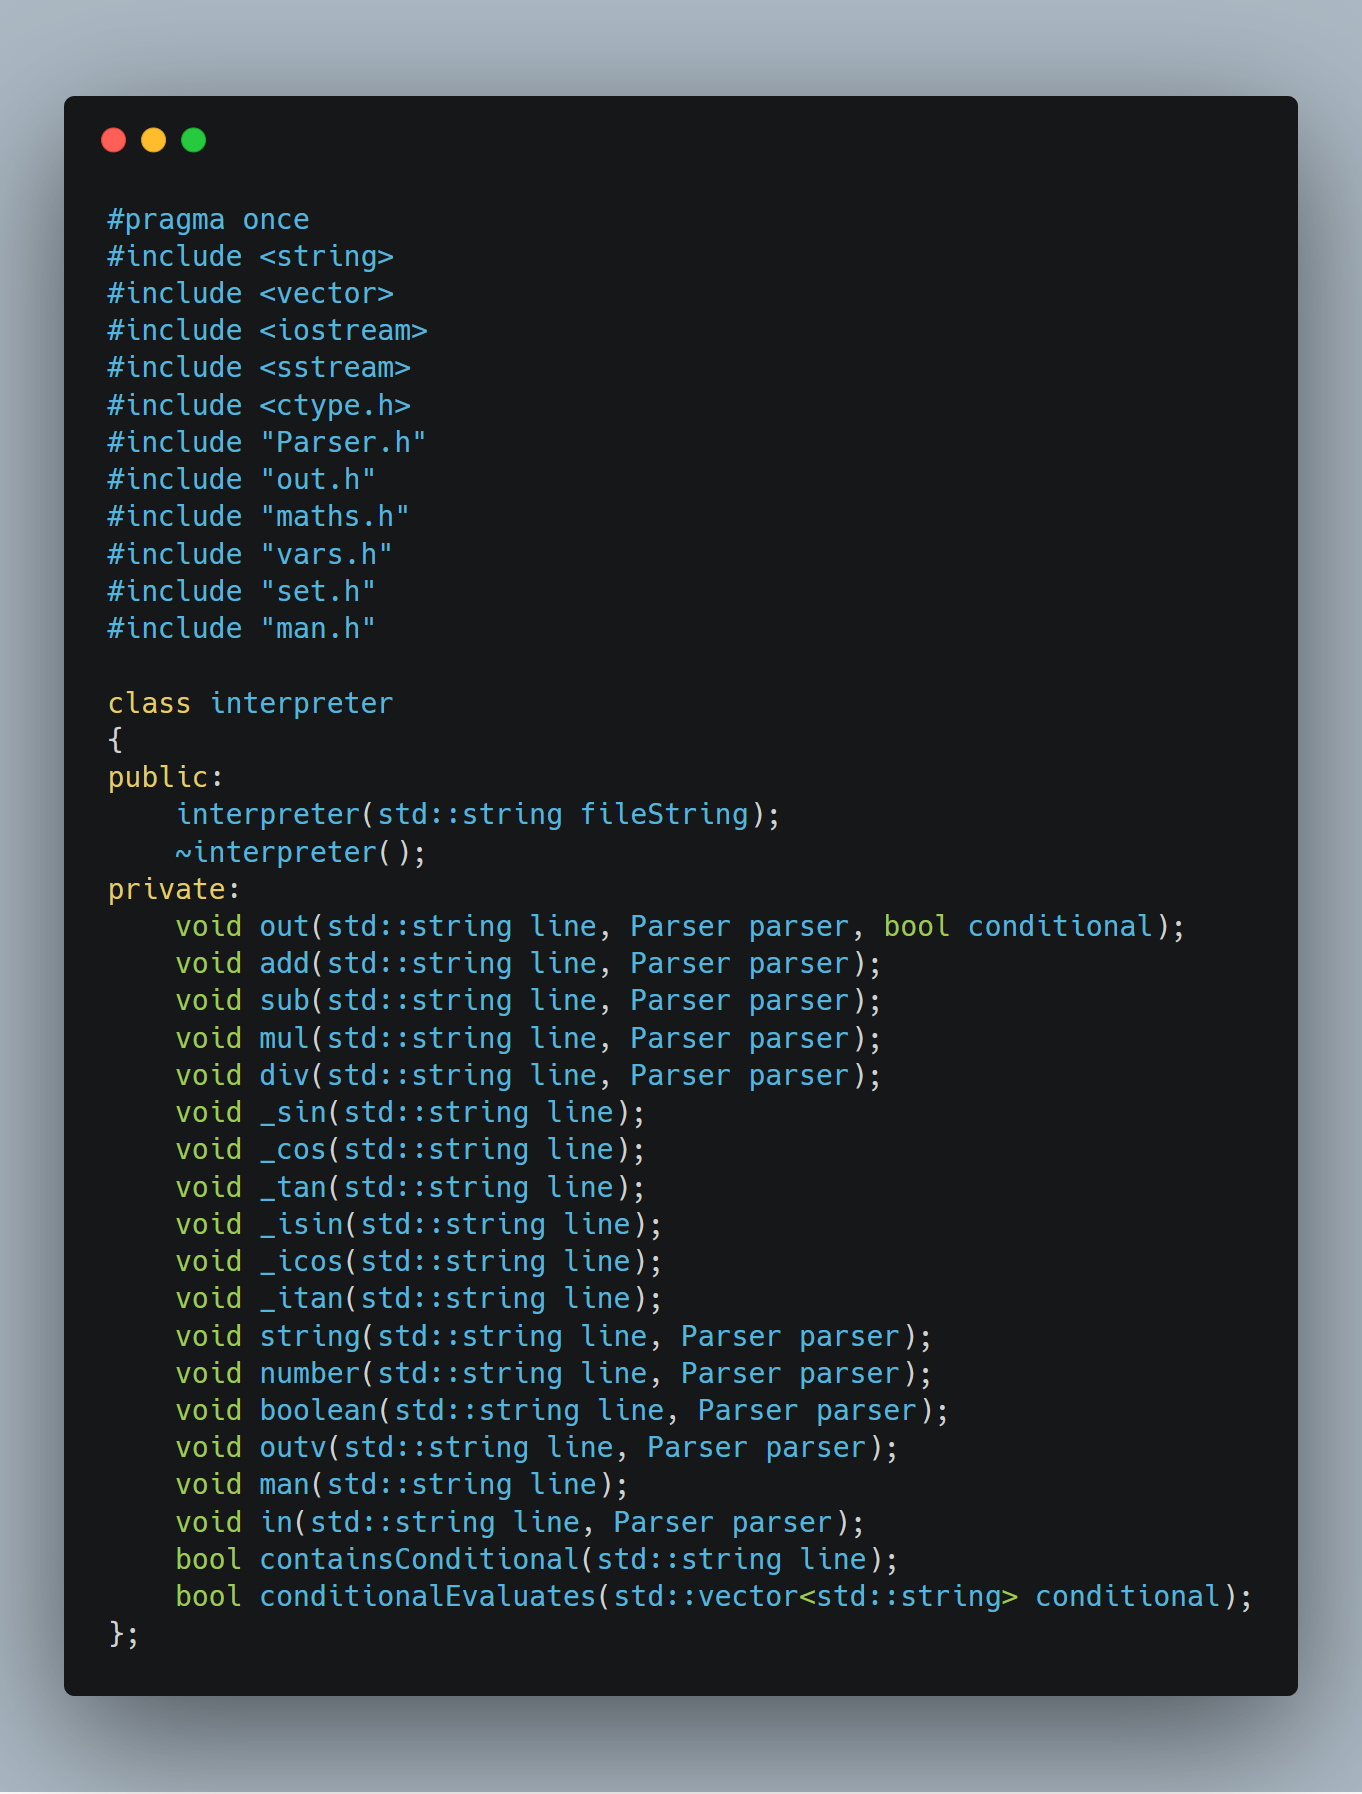 #pragma once
#include <string>
#include <vector>
#include <iostream>
#include <sstream>
#include <ctype.h>
#include "Parser.h"
#include "out.h"
#include "maths.h"
#include "vars.h"
#include "set.h"
#include "man.h"

class interpreter
{
public:
    interpreter(std::string fileString);
    ~interpreter();
private:
    void out(std::string line, Parser parser, bool conditional);
    void add(std::string line, Parser parser);
    void sub(std::string line, Parser parser);
    void mul(std::string line, Parser parser);
    void div(std::string line, Parser parser);
    void _sin(std::string line);
    void _cos(std::string line);
    void _tan(std::string line);
    void _isin(std::string line);
    void _icos(std::string line);
    void _itan(std::string line);
    void string(std::string line, Parser parser);
    void number(std::string line, Parser parser);
    void boolean(std::string line, Parser parser);
    void outv(std::string line, Parser parser);
    void man(std::string line);
    void in(std::string line, Parser parser);
    bool containsConditional(std::string line);
    bool conditionalEvaluates(std::vector<std::string> conditional);
};